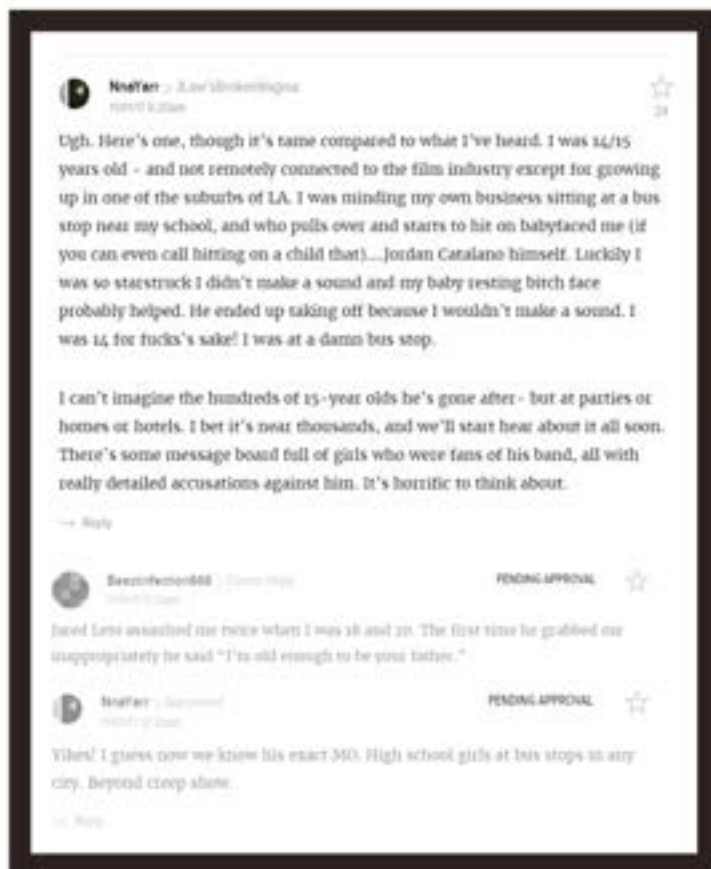 NnaYarr
24
Ugh. Here's one, though it's tame compared to what I've heard. I was 14/15
years old - and not remotely connected to the film industry except for growing
up in one of the suburbs of LA. I was minding my own business sitting at a bus
stop near my school, and who pulls over and starts to hit on babyfaced me (if
you can even call hitting on a child that)....Jordan Catalano himself. Luckily I
was so starstruck I didn't make a sound and my baby resting bitch face
probably helped. He ended up taking off because I wouldn't make a sound. I
was 14 for fucks's sake! I was at a damn bus stop.
I can't imagine the hundreds of 15-year olds he's gone after- but at parties or
homes or hotels. I bet it's near thousands, and we'll start hear about it all soon.
There's some message board full of girls who were fans of his band, all with
really detailed accusations against him. It's horrific to think about.
Reply
PENDING APPROVAL
Jared Leto assaulted me twice when I was 18 and 20. The first time he grabbed me
inappropriately he said "I'm old enough to be your father."
NnaYarr
PENDING APPROVAL
Yikes! I guess now we know his exact MO. High school girls at bus stops in any
city. Beyond creep show.
Reply